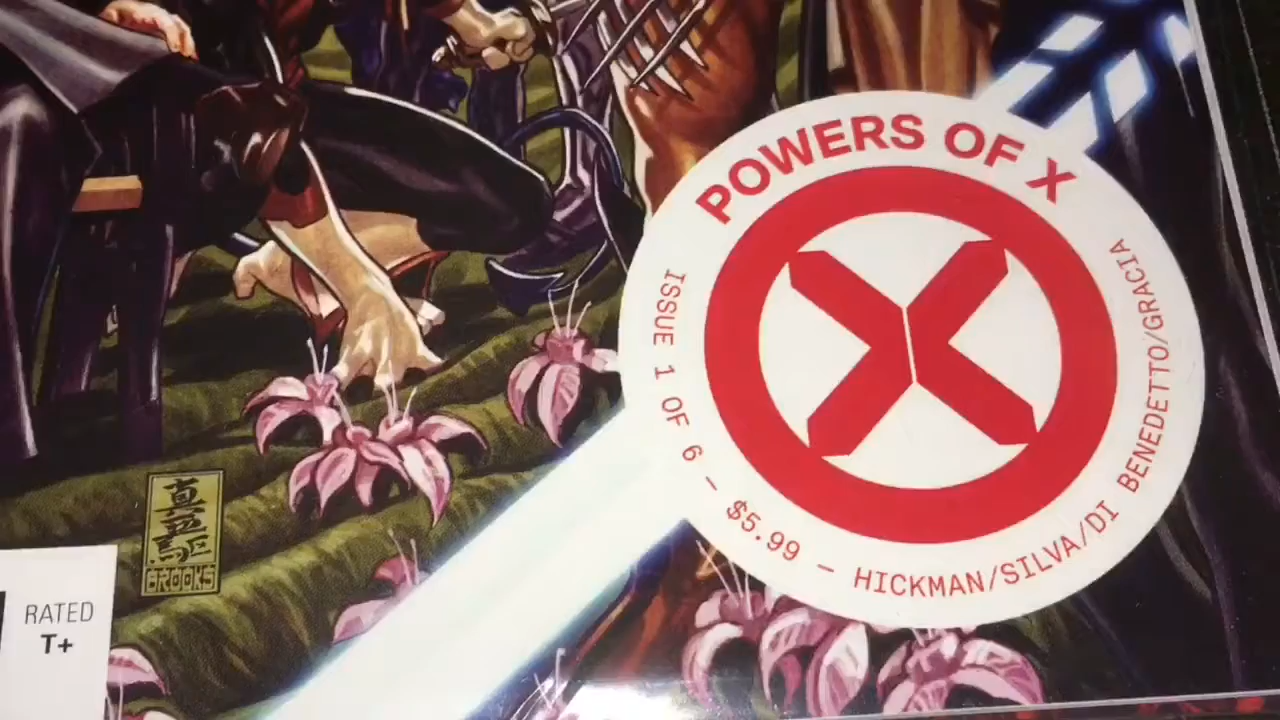 POWERS OF X
ISSUE 1 OF 6 – $5.99 – HICKMAN/SILVA/DI BENEDETTO/GRACIA
BROOKS
RATED
T+